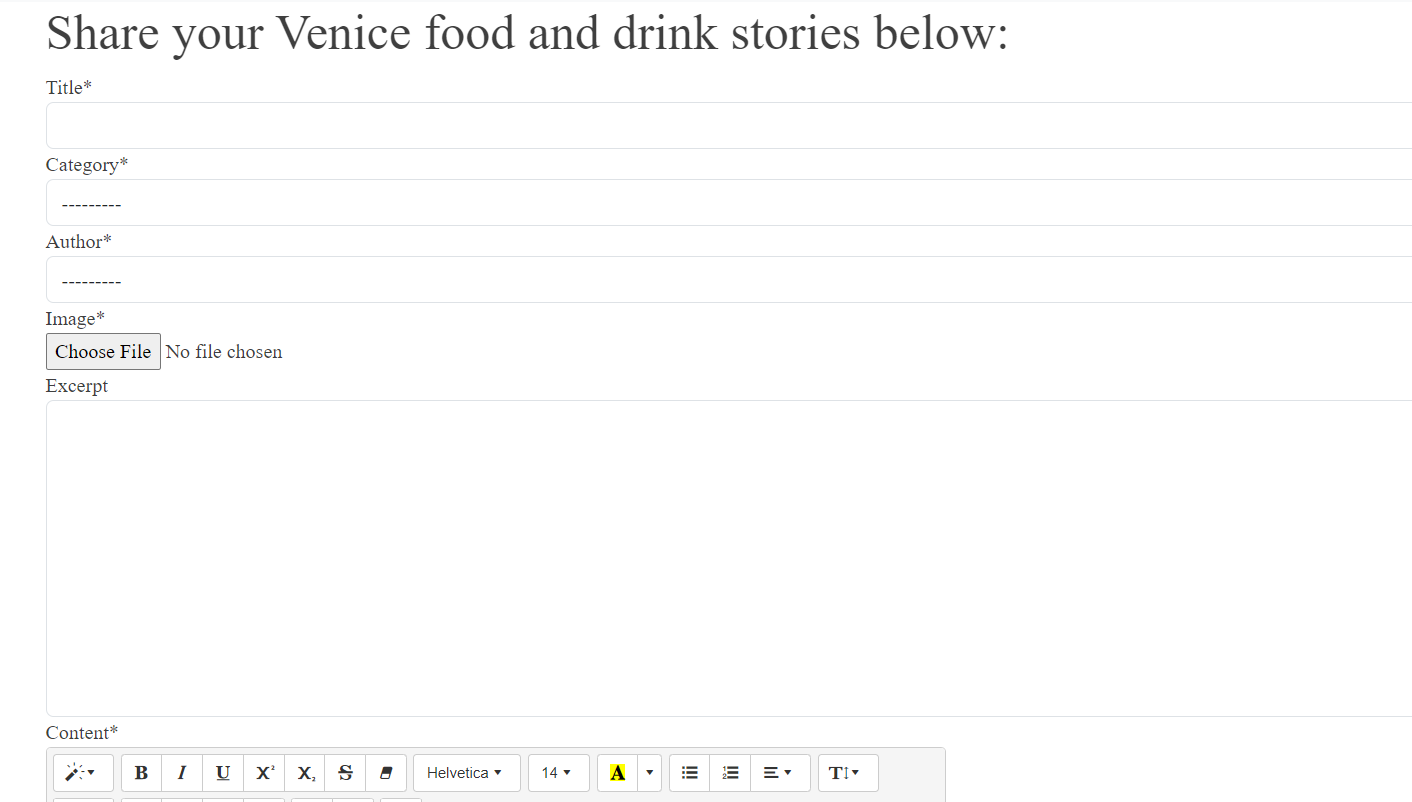 Share your Venice food and drink stories below:
Title*
Category*
---------
Author*
---------
Image*
Choose File No file chosen
Excerpt
Content*
B I U X² X₂ S Helvetica 14 A T